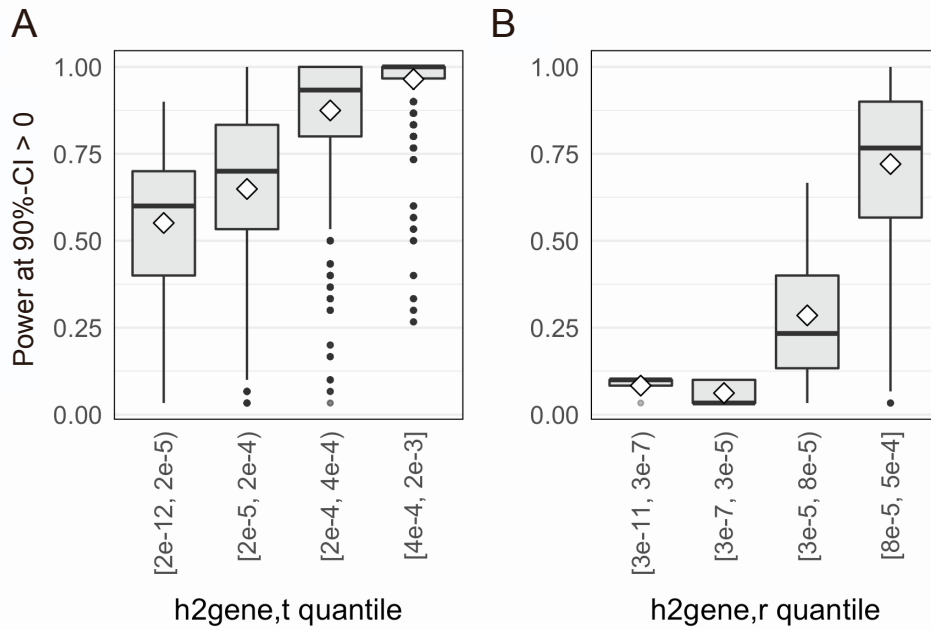 A
B
Power at 90%-CI > 0
1.00
0.75
0.50
0.25
0.00
[2e-12, 2e-5)
[2e-5, 2e-4)
[2e-4, 4e-4)
[4e-4, 2e-3]
h2gene,t quantile
1.00
0.75
0.50
0.25
0.00
[3e-11, 3e-7)
[3e-7, 3e-5)
[3e-5, 8e-5)
[8e-5, 5e-4]
h2gene,r quantile